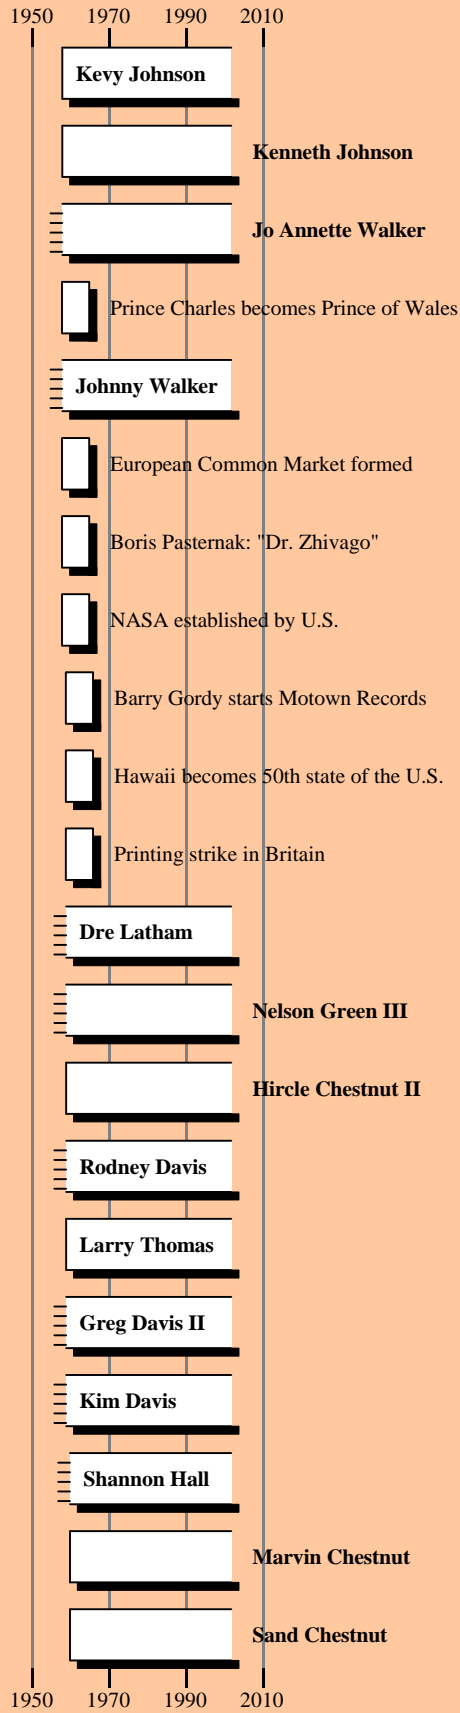 1950 1970 1990 2010
Kevy Johnson
Kenneth Johnson
Jo Annette Walker
Prince Charles becomes Prince of Wales
Johnny Walker
European Common Market formed
Boris Pasternak: "Dr. Zhivago"
NASA established by U.S.
Barry Gordy starts Motown Records
Hawaii becomes 50th state of the U.S.
Printing strike in Britain
Dre Latham
Nelson Green III
Hircle Chestnut II
Rodney Davis
Larry Thomas
Greg Davis II
Kim Davis
Shannon Hall
Marvin Chestnut
Sand Chestnut
1950 1970 1990 2010